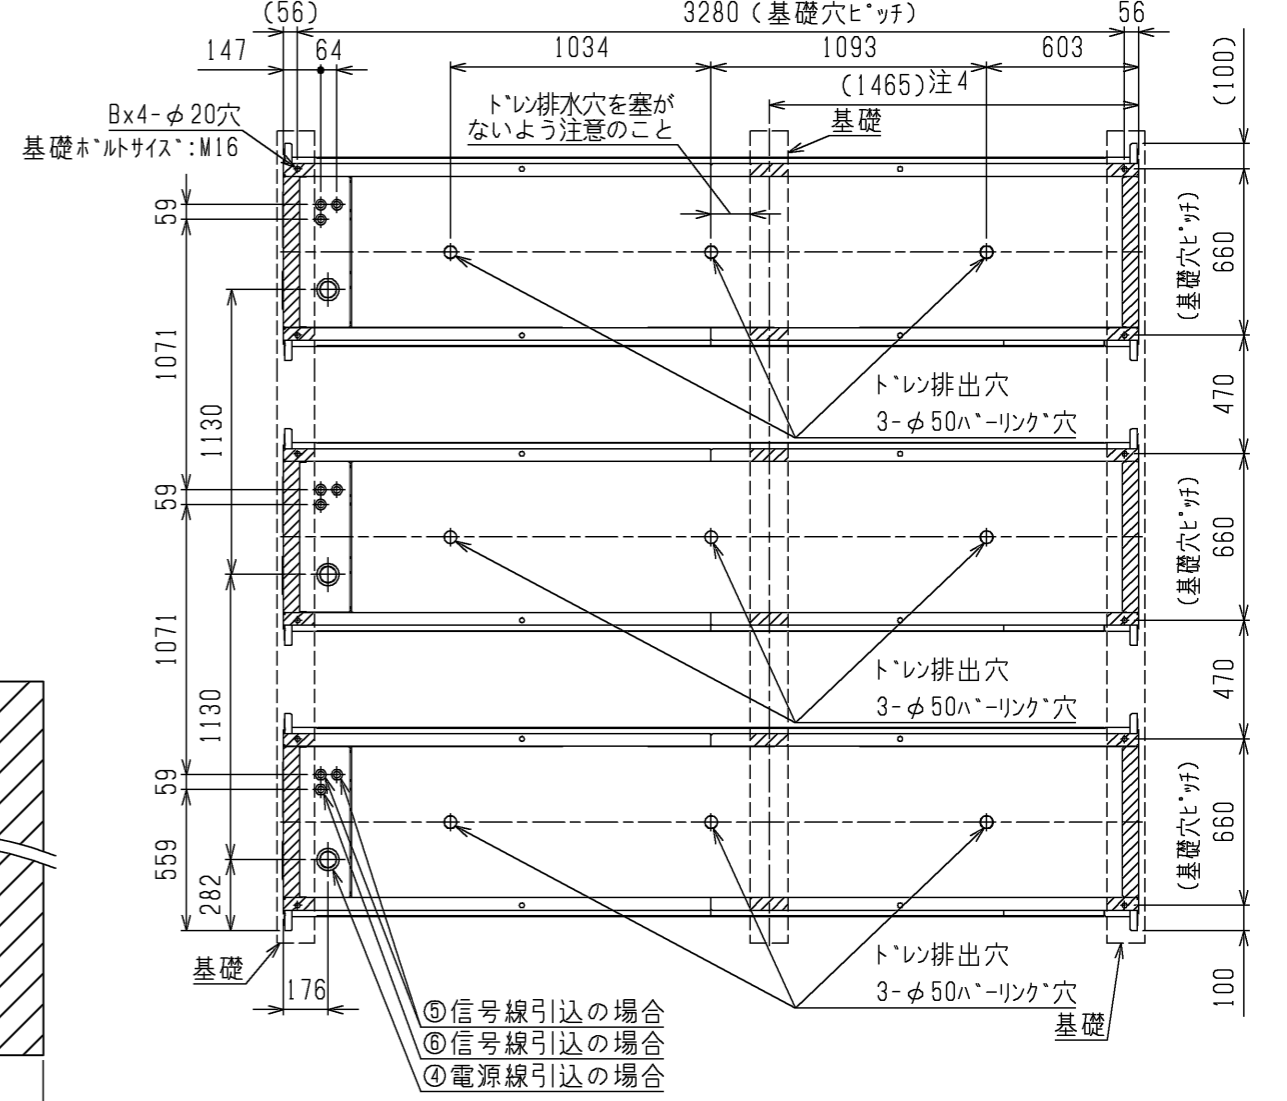 (56)
3280 (基礎穴ピッチ)
56
147
64
1034
1093
603
(100)
(1465)注4
Bx4-φ20穴
基礎ボルトサイズ:M16
ドレン排水穴を塞が
ないよう注意のこと
基礎
59
1071
1130
(基礎穴ピッチ)
660
ドレン排出穴
3-φ50バーリング穴
470
59
1071
1130
(基礎穴ピッチ)
660
ドレン排出穴
3-φ50バーリング穴
470
59
559
282
(基礎穴ピッチ)
660
ドレン排出穴
3-φ50バーリング穴
100
基礎
176
基礎
⑤信号線引込の場合
⑥信号線引込の場合
④電源線引込の場合